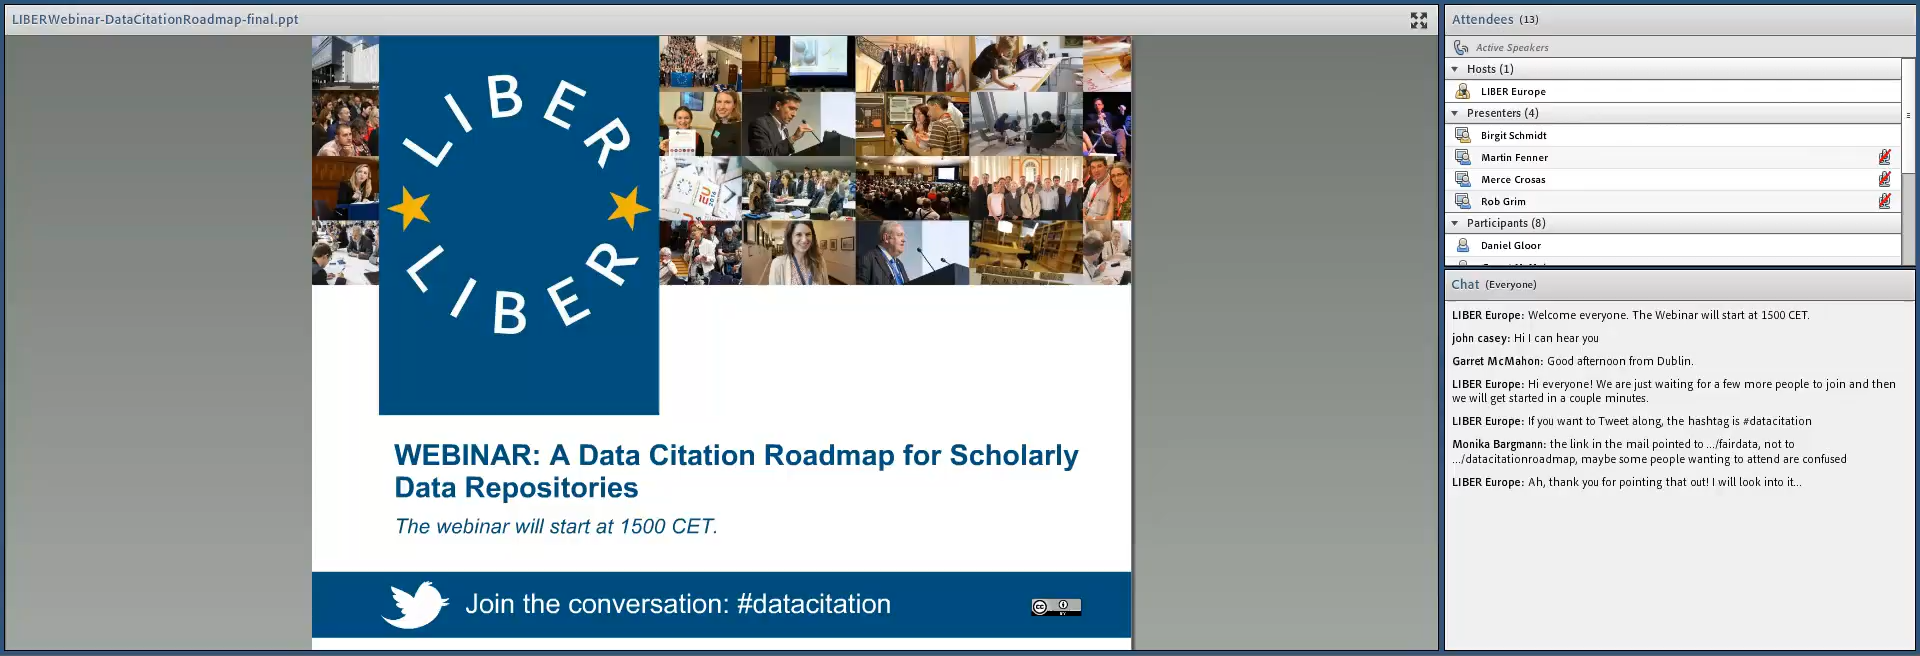 LIBERWebinar-DataCitationRoadmap-final.ppt
LIBER
LIBER
WEBINAR: A Data Citation Roadmap for Scholarly
Data Repositories
The webinar will start at 1500 CET.
Join the conversation: #datacitation
cc
BY
Attendees (13)
Active Speakers
Hosts (1)
LIBER Europe
Presenters (4)
Birgit Schmidt
Martin Fenner
Merce Crosas
Rob Grim
Participants (8)
Daniel Gloor
Chat (Everyone)
LIBER Europe: Welcome everyone. The Webinar will start at 1500 CET.
john casey: Hi I can hear you
Garret McMahon: Good afternoon from Dublin.
LIBER Europe: Hi everyone! We are just waiting for a few more people to join and then
we will get started in a couple minutes.
LIBER Europe: If you want to Tweet along, the hashtag is #datacitation
Monika Bargmann: the link in the mail pointed to .../fairdata, not to
.../datacitationroadmap, maybe some people wanting to attend are confused
LIBER Europe: Ah, thank you for pointing that out! I will look into it...